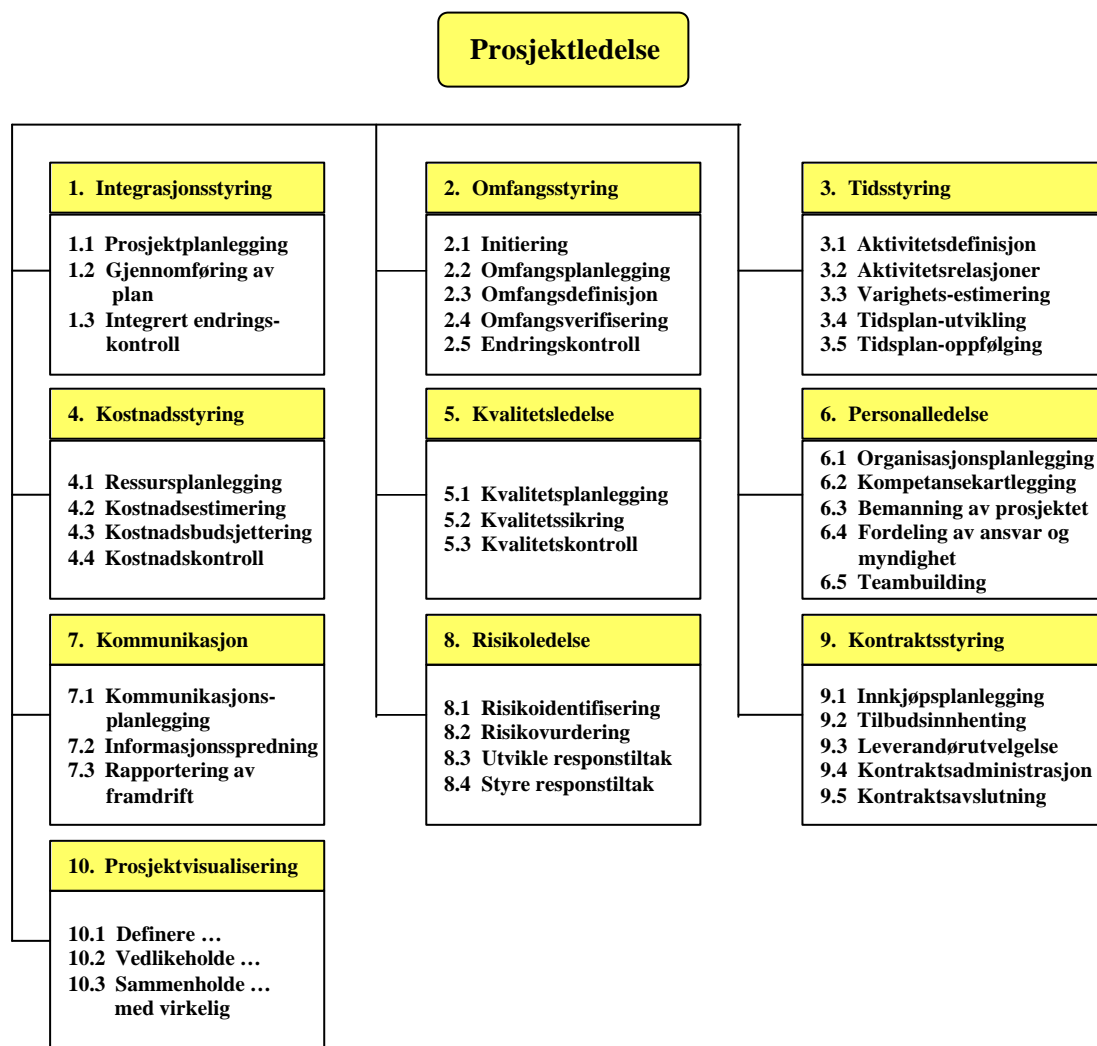 Prosjektledelse
1. Integrasjonsstyring
1.1 Prosjektplanlegging
1.2 Gjennomføring av
plan
1.3 Integrert endrings-
kontroll
2. Omfangsstyring
2.1 Initiering
2.2 Omfangsplanlegging
2.3 Omfangsdefinisjon
2.4 Omfangsverifisering
2.5 Endringskontroll
3. Tidsstyring
3.1 Aktivitetsdefinisjon
3.2 Aktivitetsrelasjoner
3.3 Varighets-estimering
3.4 Tidsplan-utvikling
3.5 Tidsplan-oppfølging
4. Kostnadsstyring
4.1 Ressursplanlegging
4.2 Kostnadsestimering
4.3 Kostnadsbudsjettering
4.4 Kostnadskontroll
5. Kvalitetsledelse
5.1 Kvalitetsplanlegging
5.2 Kvalitetssikring
5.3 Kvalitetskontroll
6. Personalledelse
6.1 Organisasjonsplanlegging
6.2 Kompetansekartlegging
6.3 Bemanning av prosjektet
6.4 Fordeling av ansvar og
myndighet
6.5 Teambuilding
7. Kommunikasjon
7.1 Kommunikasjons-
planlegging
7.2 Informasjonsspredning
7.3 Rapportering av
framdrift
8. Risikoledelse
8.1 Risikoidentifisering
8.2 Risikovurdering
8.3 Utvikle responstiltak
8.4 Styre responstiltak
9. Kontraktsstyring
9.1 Innkjøpsplanlegging
9.2 Tilbudsinnhenting
9.3 Leverandørutvelgelse
9.4 Kontraktsadministrasjon
9.5 Kontraktsavslutning
10. Prosjektvisualisering
10.1 Definere …
10.2 Vedlikeholde …
10.3 Sammenholde …
med virkelig